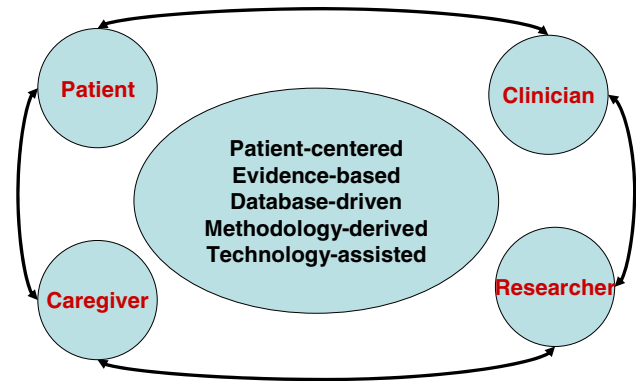 Patient
Clinician
Patient-centered
Evidence-based
Database-driven
Methodology-derived
Technology-assisted
Caregiver
Researcher